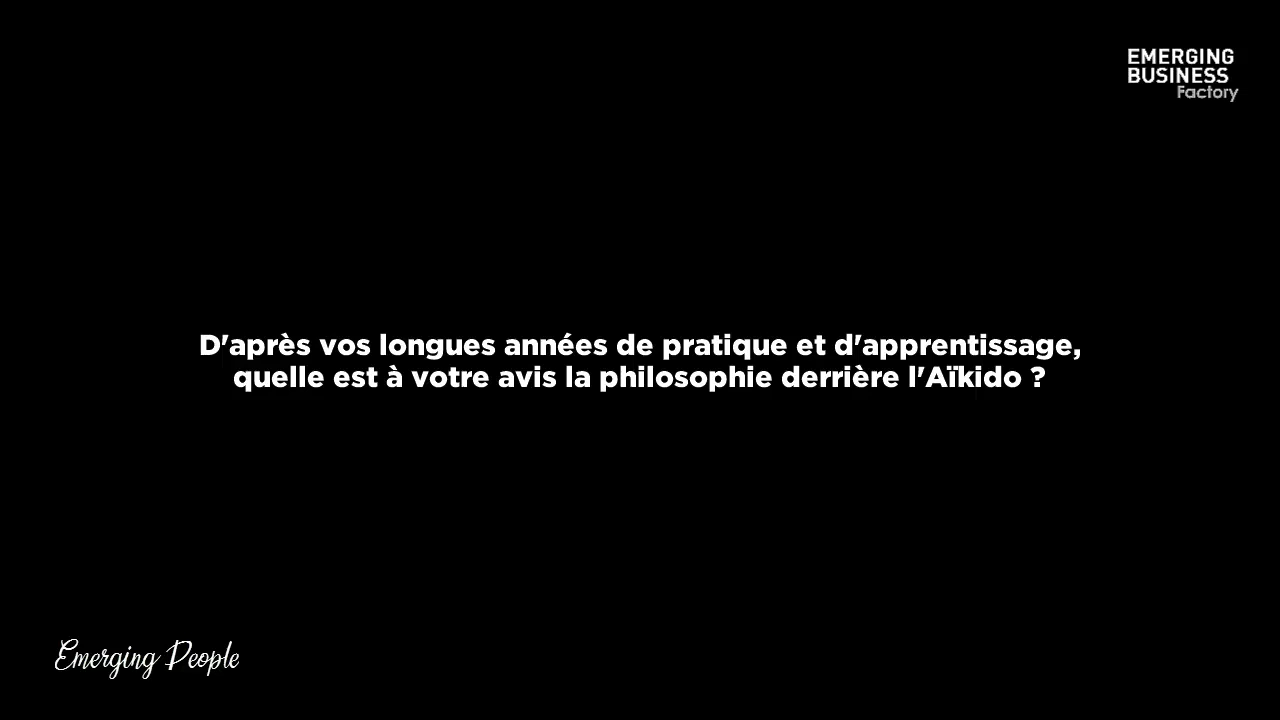 EMERGING
BUSINESS
Factory
D'après vos longues années de pratique et d'apprentissage,
quelle est à votre avis la philosophie derrière l'Aïkido ?
Emerging People